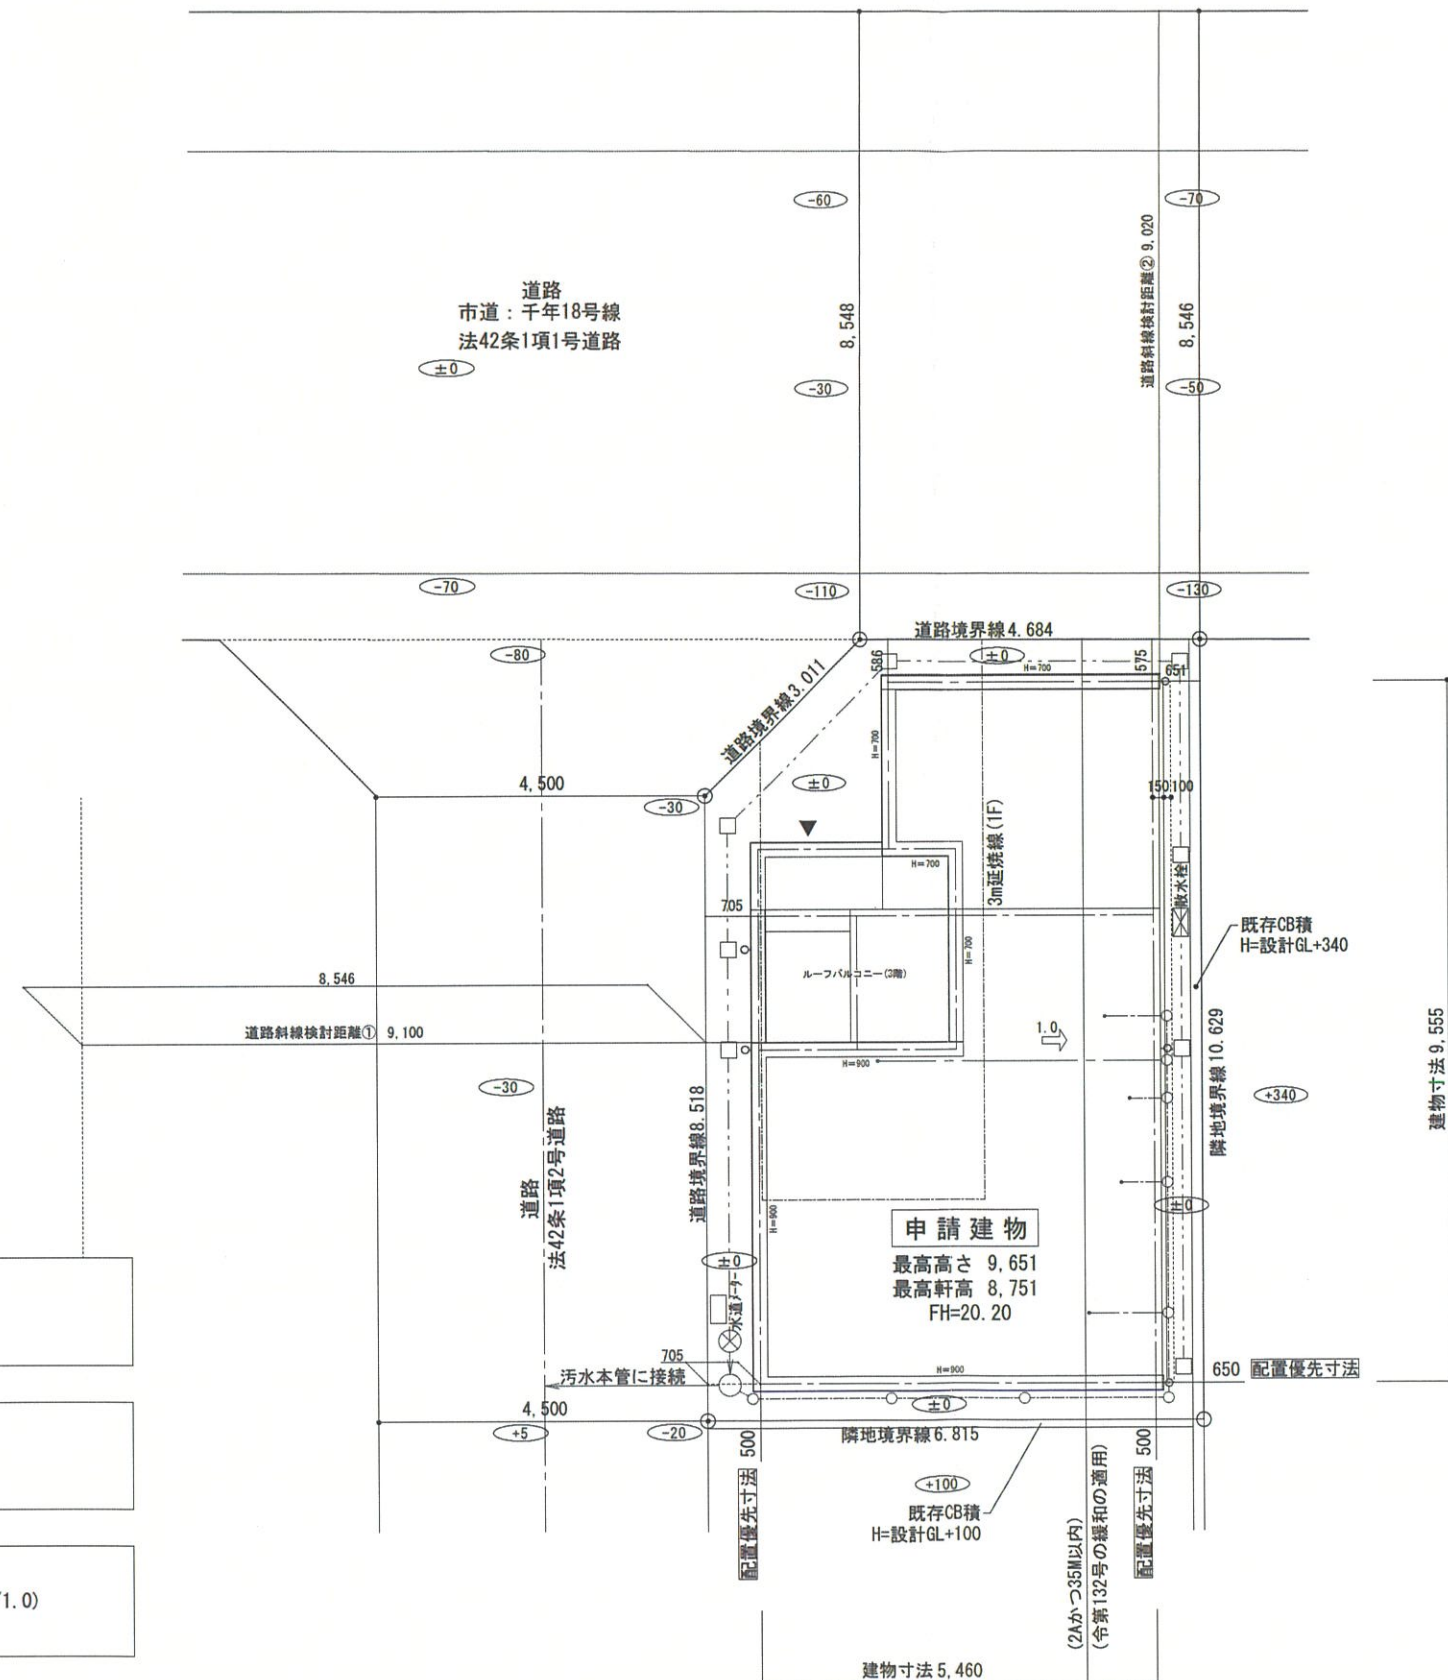 -60
-70
道路斜線検討距離② 9,020
道路
市道：千年18号線
法42条1項1号道路
±0
8,548
8,546
-30
-50
-70
-110
-130
道路境界線4.684
-80
586
±0
H=700
575
651
道路境界線3.011
H=700
4,500
-30
±0
150 100
3m延焼線(1F)
H=700
散水栓
705
既存CB積
H=設計GL+340
H=700
ルーフバルコニー(3階)
8,546
道路斜線検討距離① 9,100
1.0
H=900
隣地境界線10.629
建物寸法9,555
-30
道路境界線8.518
+340
道路
法42条1項2号道路
±0
H=900
申請建物
最高高さ 9,651
最高軒高 8,751
FH=20.20
±0
水道メーター
705
汚水本管に接続
H=900
650 配置優先寸法
4,500
±0
+5
-20
隣地境界線6.815
配置優先寸法 500
+100
既存CB積
H=設計GL+100
(2Aかつ35M以内)
(令第132号の緩和の適用)
配置優先寸法 500
/1.0)
建物寸法5,460